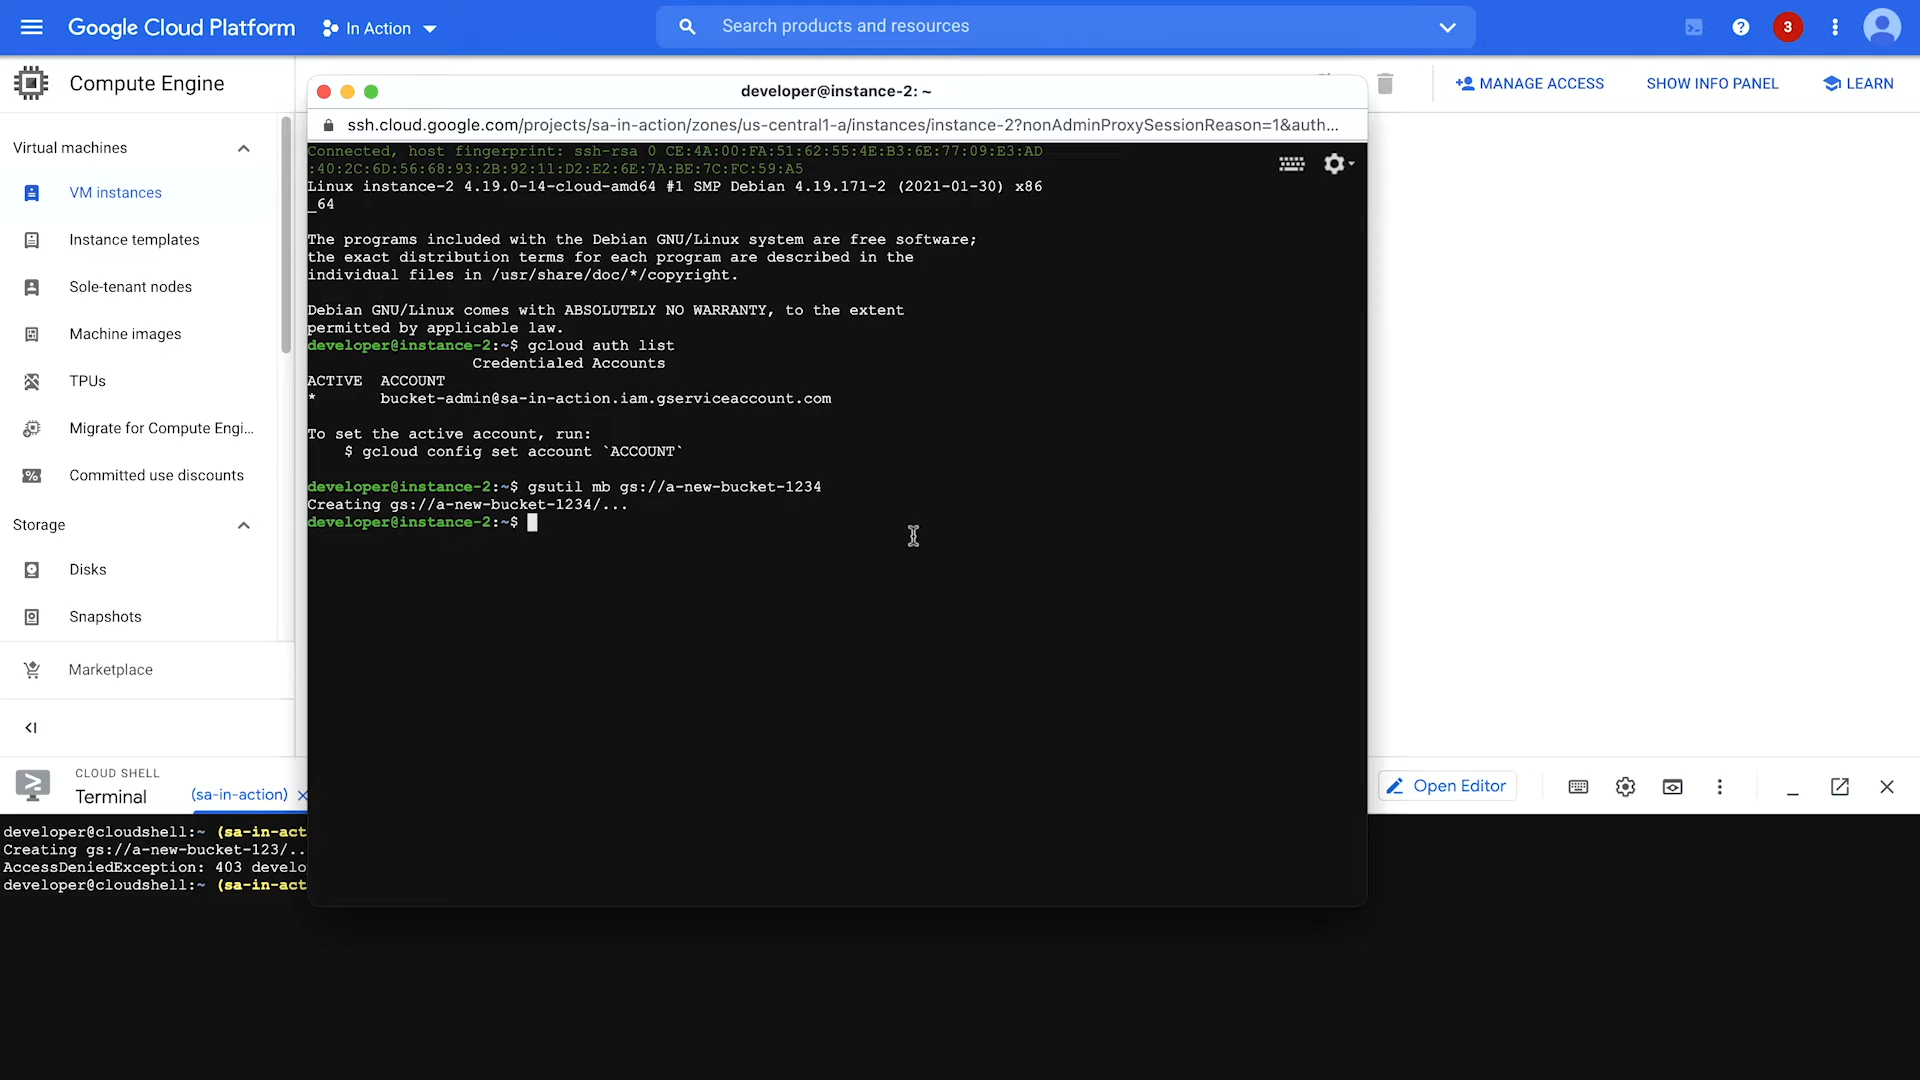 Google Cloud Platform
In Action
Search products and resources
3
Compute Engine
MANAGE ACCESS
SHOW INFO PANEL
LEARN
Virtual machines
VM instances
Instance templates
Sole-tenant nodes
Machine images
TPUs
Migrate for Compute Engi...
Committed use discounts
Storage
Disks
Snapshots
Marketplace
developer@instance-2: ~
ssh.cloud.google.com/projects/sa-in-action/zones/us-central1-a/instances/instance-2?nonAdminProxySessionReason=1&auth...
Connected, host fingerprint: ssh-rsa 0 CE:4A:00:FA:51:62:55:4E:B3:6E:77:09:E3:AD
:40:2C:6D:56:68:93:2B:92:11:D2:E2:6E:7A:BE:7C:FC:59:A5
Linux instance-2 4.19.0-14-cloud-amd64 #1 SMP Debian 4.19.171-2 (2021-01-30) x86
_64
The programs included with the Debian GNU/Linux system are free software;
the exact distribution terms for each program are described in the
individual files in /usr/share/doc/*/copyright.
Debian GNU/Linux comes with ABSOLUTELY NO WARRANTY, to the extent
permitted by applicable law.
developer@instance-2:~$ gcloud auth list
Credentialed Accounts
ACTIVE  ACCOUNT
*       bucket-admin@sa-in-action.iam.gserviceaccount.com
To set the active account, run:
    $ gcloud config set account `ACCOUNT`
developer@instance-2:~$ gsutil mb gs://a-new-bucket-1234
Creating gs://a-new-bucket-1234/...
developer@instance-2:~$
CLOUD SHELL
Terminal
(sa-in-action)
Open Editor
developer@cloudshell:~ (sa-in-act
Creating gs://a-new-bucket-123/..
AccessDeniedException: 403 develo
developer@cloudshell:~ (sa-in-act